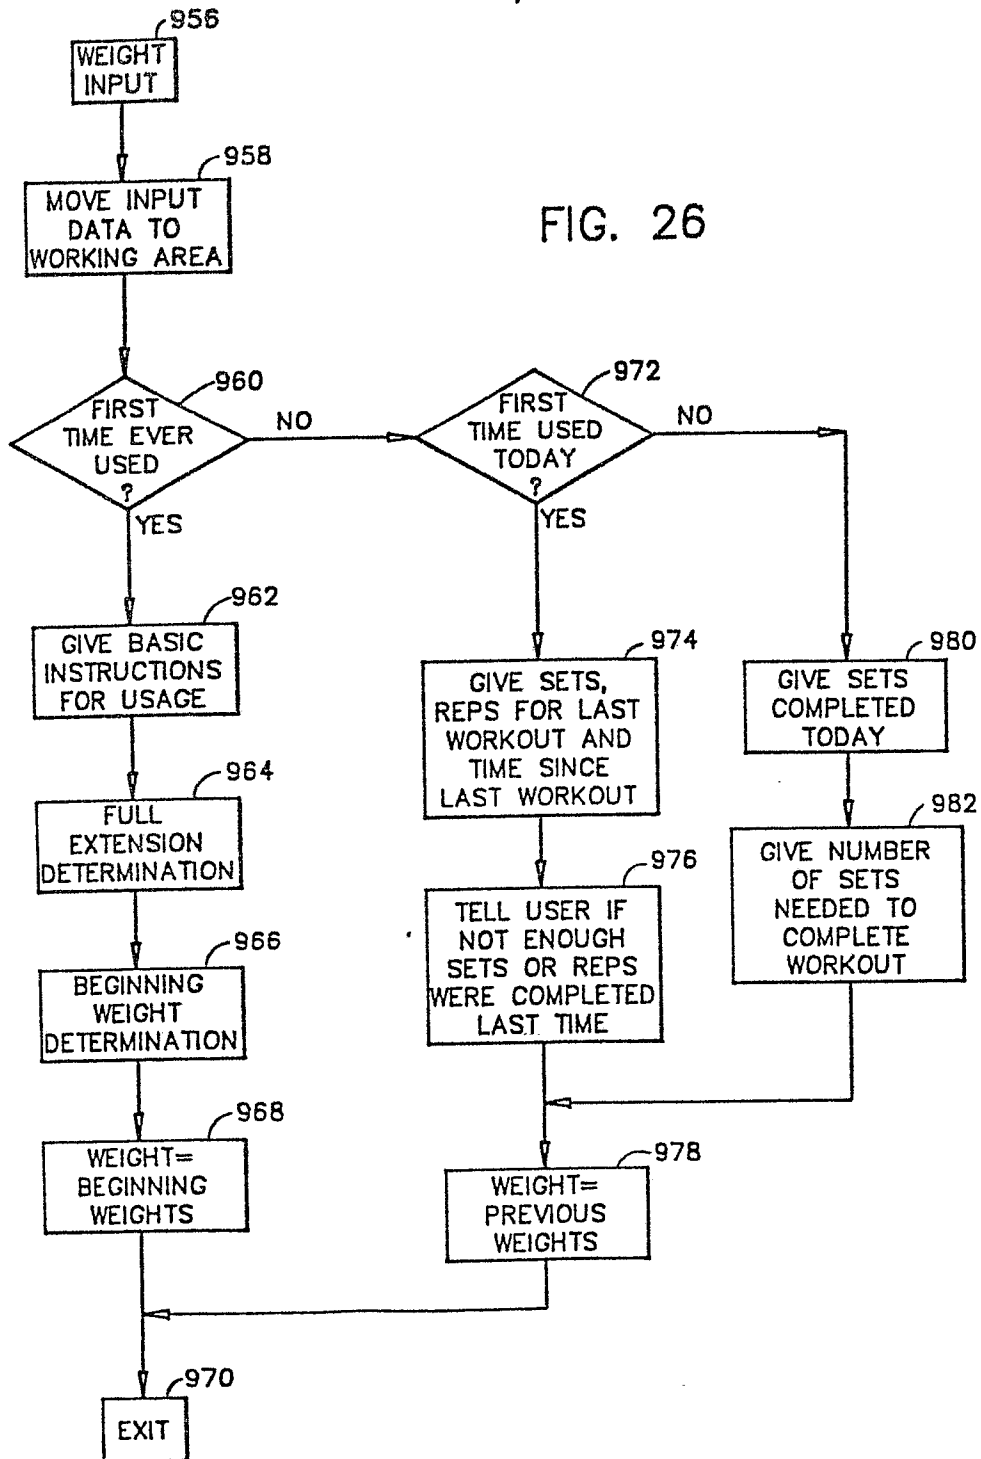 956
WEIGHT
INPUT
958
MOVE INPUT
DATA TO
WORKING AREA
FIG. 26
960
FIRST
TIME EVER
USED
?
NO
YES
972
FIRST
TIME USED
TODAY
?
NO
YES
962
GIVE BASIC
INSTRUCTIONS
FOR USAGE
964
FULL
EXTENSION
DETERMINATION
966
BEGINNING
WEIGHT
DETERMINATION
968
WEIGHT=
BEGINNING
WEIGHTS
974
GIVE SETS,
REPS FOR LAST
WORKOUT AND
TIME SINCE
LAST WORKOUT
976
TELL USER IF
NOT ENOUGH
SETS OR REPS
WERE COMPLETED
LAST TIME
980
GIVE SETS
COMPLETED
TODAY
982
GIVE NUMBER
OF SETS
NEEDED TO
COMPLETE
WORKOUT
978
WEIGHT=
PREVIOUS
WEIGHTS
970
EXIT